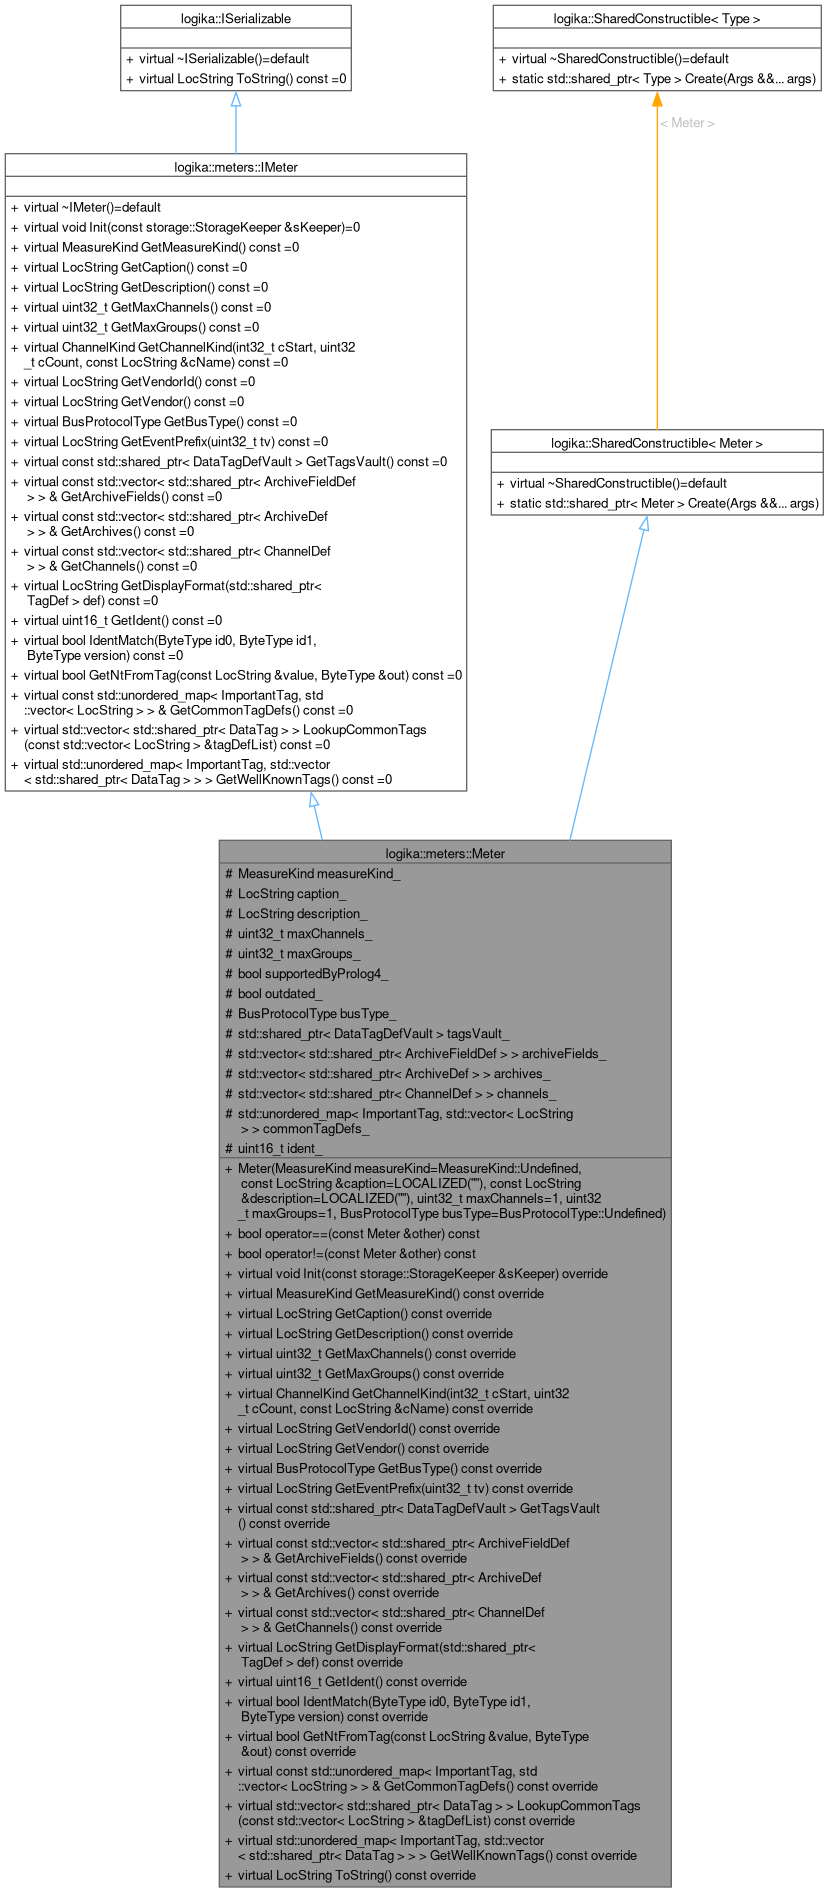 logika::ISerializable
+ virtual ~ISerializable()=default
+ virtual LocString ToString() const =0
logika::SharedConstructible< Type >
+ virtual ~SharedConstructible()=default
+ static std::shared_ptr< Type > Create(Args &&... args)
< Meter >
logika::meters::IMeter
+ virtual ~IMeter()=default
+ virtual void Init(const storage::StorageKeeper &sKeeper)=0
+ virtual MeasureKind GetMeasureKind() const =0
+ virtual LocString GetCaption() const =0
+ virtual LocString GetDescription() const =0
+ virtual uint32_t GetMaxChannels() const =0
+ virtual uint32_t GetMaxGroups() const =0
+ virtual ChannelKind GetChannelKind(int32_t cStart, uint32
_t cCount, const LocString &cName) const =0
+ virtual LocString GetVendorId() const =0
+ virtual LocString GetVendor() const =0
+ virtual BusProtocolType GetBusType() const =0
+ virtual LocString GetEventPrefix(uint32_t tv) const =0
+ virtual const std::shared_ptr< DataTagDefVault > GetTagsVault() const =0
+ virtual const std::vector< std::shared_ptr< ArchiveFieldDef
> > & GetArchiveFields() const =0
+ virtual const std::vector< std::shared_ptr< ArchiveDef
> > & GetArchives() const =0
+ virtual const std::vector< std::shared_ptr< ChannelDef
> > & GetChannels() const =0
+ virtual LocString GetDisplayFormat(std::shared_ptr<
TagDef > def) const =0
+ virtual uint16_t GetIdent() const =0
+ virtual bool IdentMatch(ByteType id0, ByteType id1,
ByteType version) const =0
+ virtual bool GetNtFromTag(const LocString &value, ByteType &out) const =0
+ virtual const std::unordered_map< ImportantTag, std
::vector< LocString > > & GetCommonTagDefs() const =0
+ virtual std::vector< std::shared_ptr< DataTag > > LookupCommonTags
(const std::vector< LocString > &tagDefList) const =0
+ virtual std::unordered_map< ImportantTag, std::vector
< std::shared_ptr< DataTag > > > GetWellKnownTags() const =0
logika::SharedConstructible< Meter >
+ virtual ~SharedConstructible()=default
+ static std::shared_ptr< Meter > Create(Args &&... args)
logika::meters::Meter
# MeasureKind measureKind_
# LocString caption_
# LocString description_
# uint32_t maxChannels_
# uint32_t maxGroups_
# bool supportedByProlog4_
# bool outdated_
# BusProtocolType busType_
# std::shared_ptr< DataTagDefVault > tagsVault_
# std::vector< std::shared_ptr< ArchiveFieldDef > > archiveFields_
# std::vector< std::shared_ptr< ArchiveDef > > archives_
# std::vector< std::shared_ptr< ChannelDef > > channels_
# std::unordered_map< ImportantTag, std::vector< LocString
> > commonTagDefs_
# uint16_t ident_
+ Meter(MeasureKind measureKind=MeasureKind::Undefined,
const LocString &caption=LOCALIZED(""), const LocString
&description=LOCALIZED(""), uint32_t maxChannels=1, uint32
_t maxGroups=1, BusProtocolType busType=BusProtocolType::Undefined)
+ bool operator==(const Meter &other) const
+ bool operator!=(const Meter &other) const
+ virtual void Init(const storage::StorageKeeper &sKeeper) override
+ virtual MeasureKind GetMeasureKind() const override
+ virtual LocString GetCaption() const override
+ virtual LocString GetDescription() const override
+ virtual uint32_t GetMaxChannels() const override
+ virtual uint32_t GetMaxGroups() const override
+ virtual ChannelKind GetChannelKind(int32_t cStart, uint32
_t cCount, const LocString &cName) const override
+ virtual LocString GetVendorId() const override
+ virtual LocString GetVendor() const override
+ virtual BusProtocolType GetBusType() const override
+ virtual LocString GetEventPrefix(uint32_t tv) const override
+ virtual const std::shared_ptr< DataTagDefVault > GetTagsVault
() const override
+ virtual const std::vector< std::shared_ptr< ArchiveFieldDef
> > & GetArchiveFields() const override
+ virtual const std::vector< std::shared_ptr< ArchiveDef
> > & GetArchives() const override
+ virtual const std::vector< std::shared_ptr< ChannelDef
> > & GetChannels() const override
+ virtual LocString GetDisplayFormat(std::shared_ptr<
TagDef > def) const override
+ virtual uint16_t GetIdent() const override
+ virtual bool IdentMatch(ByteType id0, ByteType id1,
ByteType version) const override
+ virtual bool GetNtFromTag(const LocString &value, ByteType
&out) const override
+ virtual const std::unordered_map< ImportantTag, std
::vector< LocString > > & GetCommonTagDefs() const override
+ virtual std::vector< std::shared_ptr< DataTag > > LookupCommonTags
(const std::vector< LocString > &tagDefList) const override
+ virtual std::unordered_map< ImportantTag, std::vector
< std::shared_ptr< DataTag > > > GetWellKnownTags() const override
+ virtual LocString ToString() const override